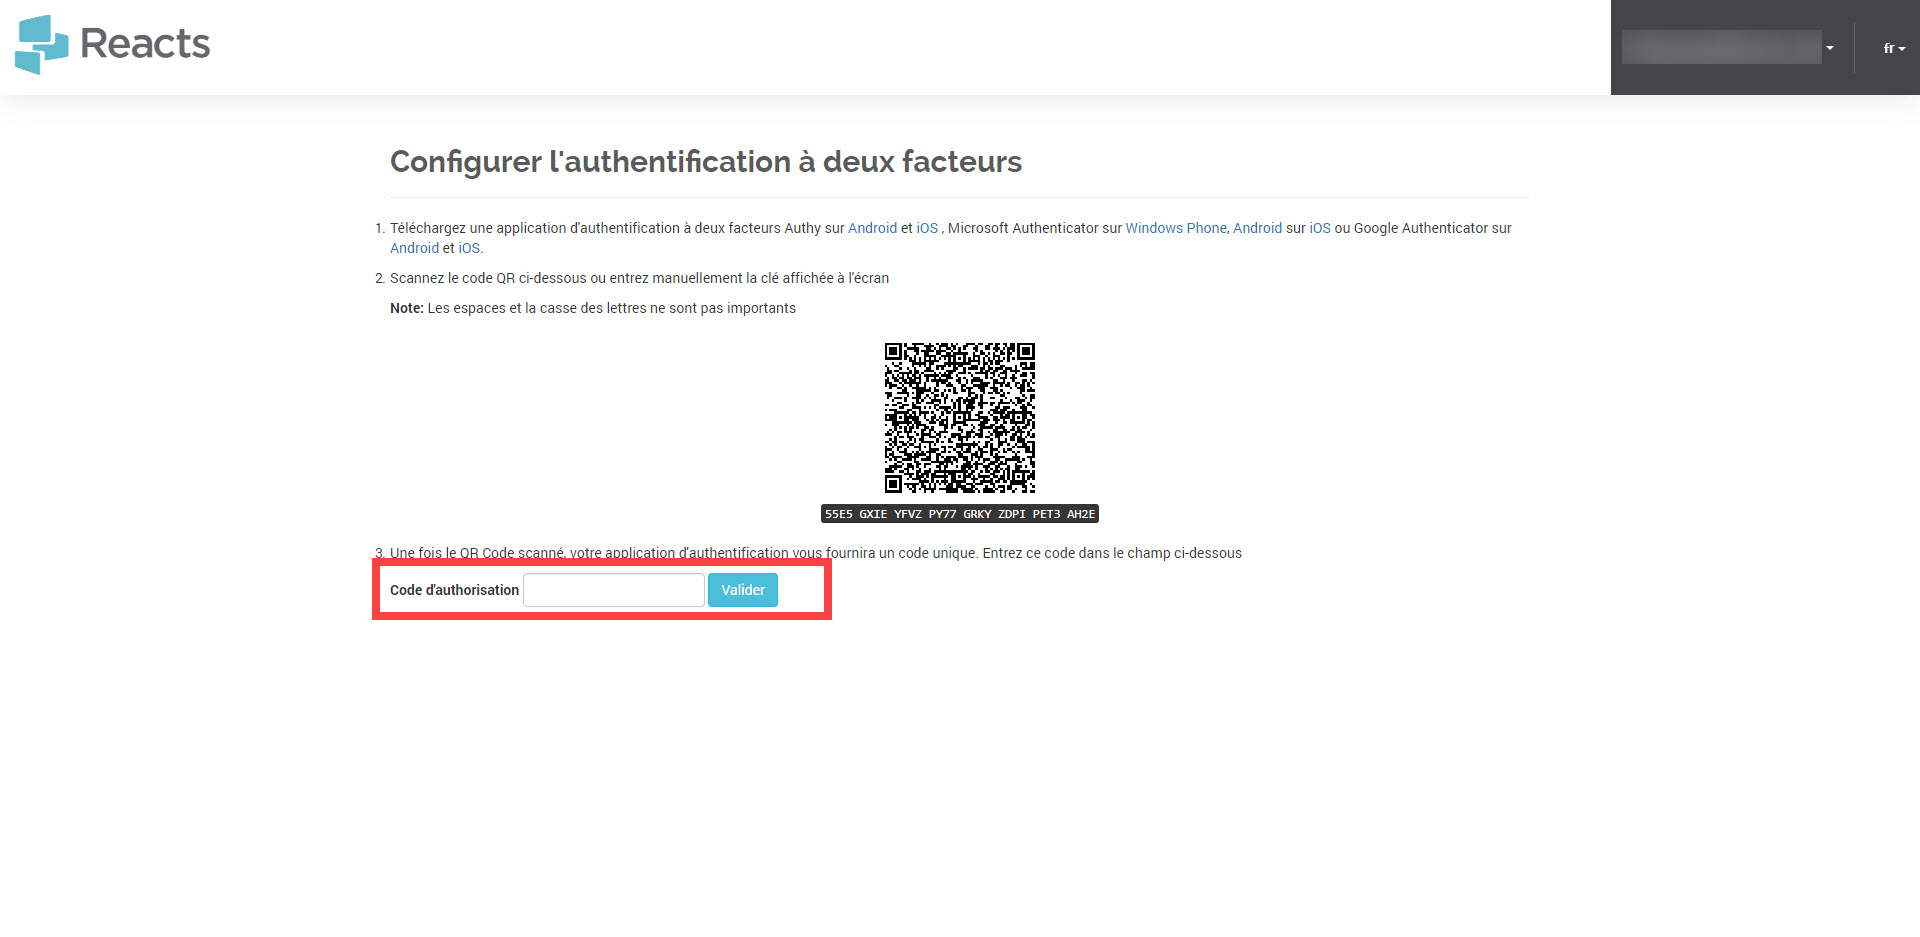 Reacts
fr
Configurer l'authentification à deux facteurs
1. Téléchargez une application d'authentification à deux facteurs Authy sur Android et iOS , Microsoft Authenticator sur Windows Phone, Android sur iOS ou Google Authenticator sur
Android et iOS.
2. Scannez le code QR ci-dessous ou entrez manuellement la clé affichée à l'écran
Note: Les espaces et la casse des lettres ne sont pas importants
55E5 GXIE YFVZ PY77 GRKY ZDPI PET3 AH2E
3. Une fois le QR Code scanné, votre application d'authentification vous fournira un code unique. Entrez ce code dans le champ ci-dessous
Code d'authorisation Valider